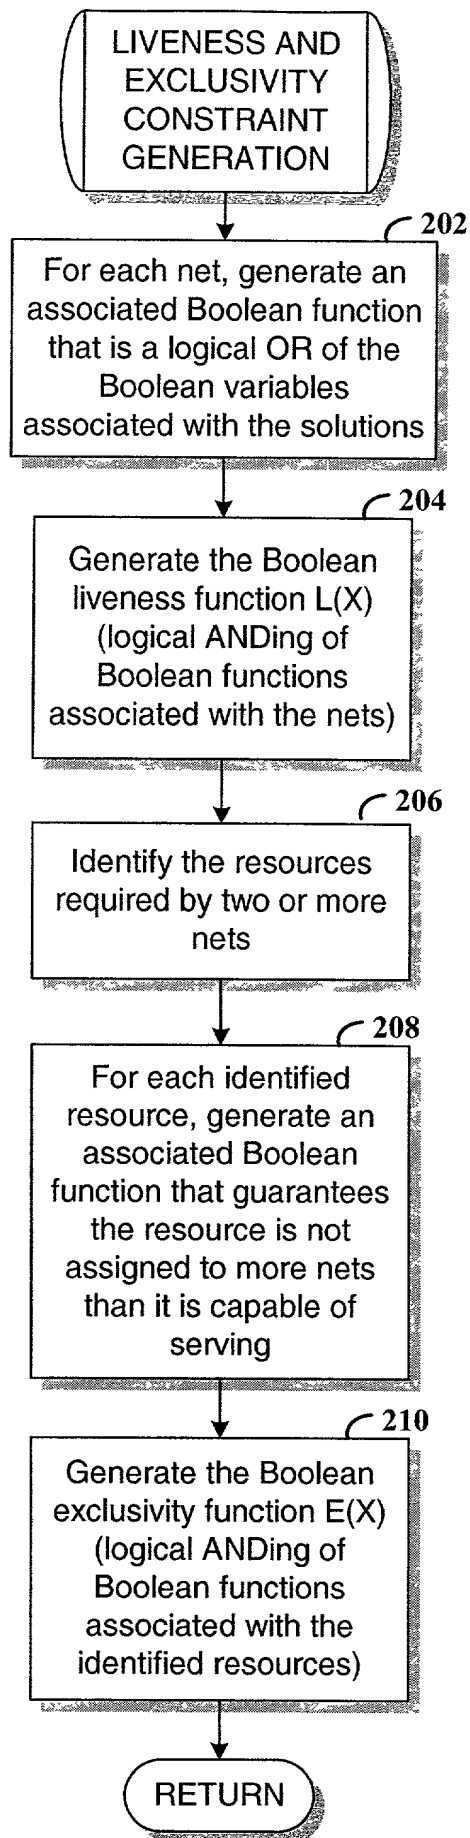 LIVENESS AND
EXCLUSIVITY
CONSTRAINT
GENERATION
202
For each net, generate an
associated Boolean function
that is a logical OR of the
Boolean variables
associated with the solutions
204
Generate the Boolean
liveness function L(X)
(logical ANDing of
Boolean functions
associated with the nets)
206
Identify the resources
required by two or more
nets
208
For each identified
resource, generate an
associated Boolean
function that guarantees
the resource is not
assigned to more nets
than it is capable of
serving
210
Generate the Boolean
exclusivity function E(X)
(logical ANDing of
Boolean functions
associated with the
identified resources)
RETURN